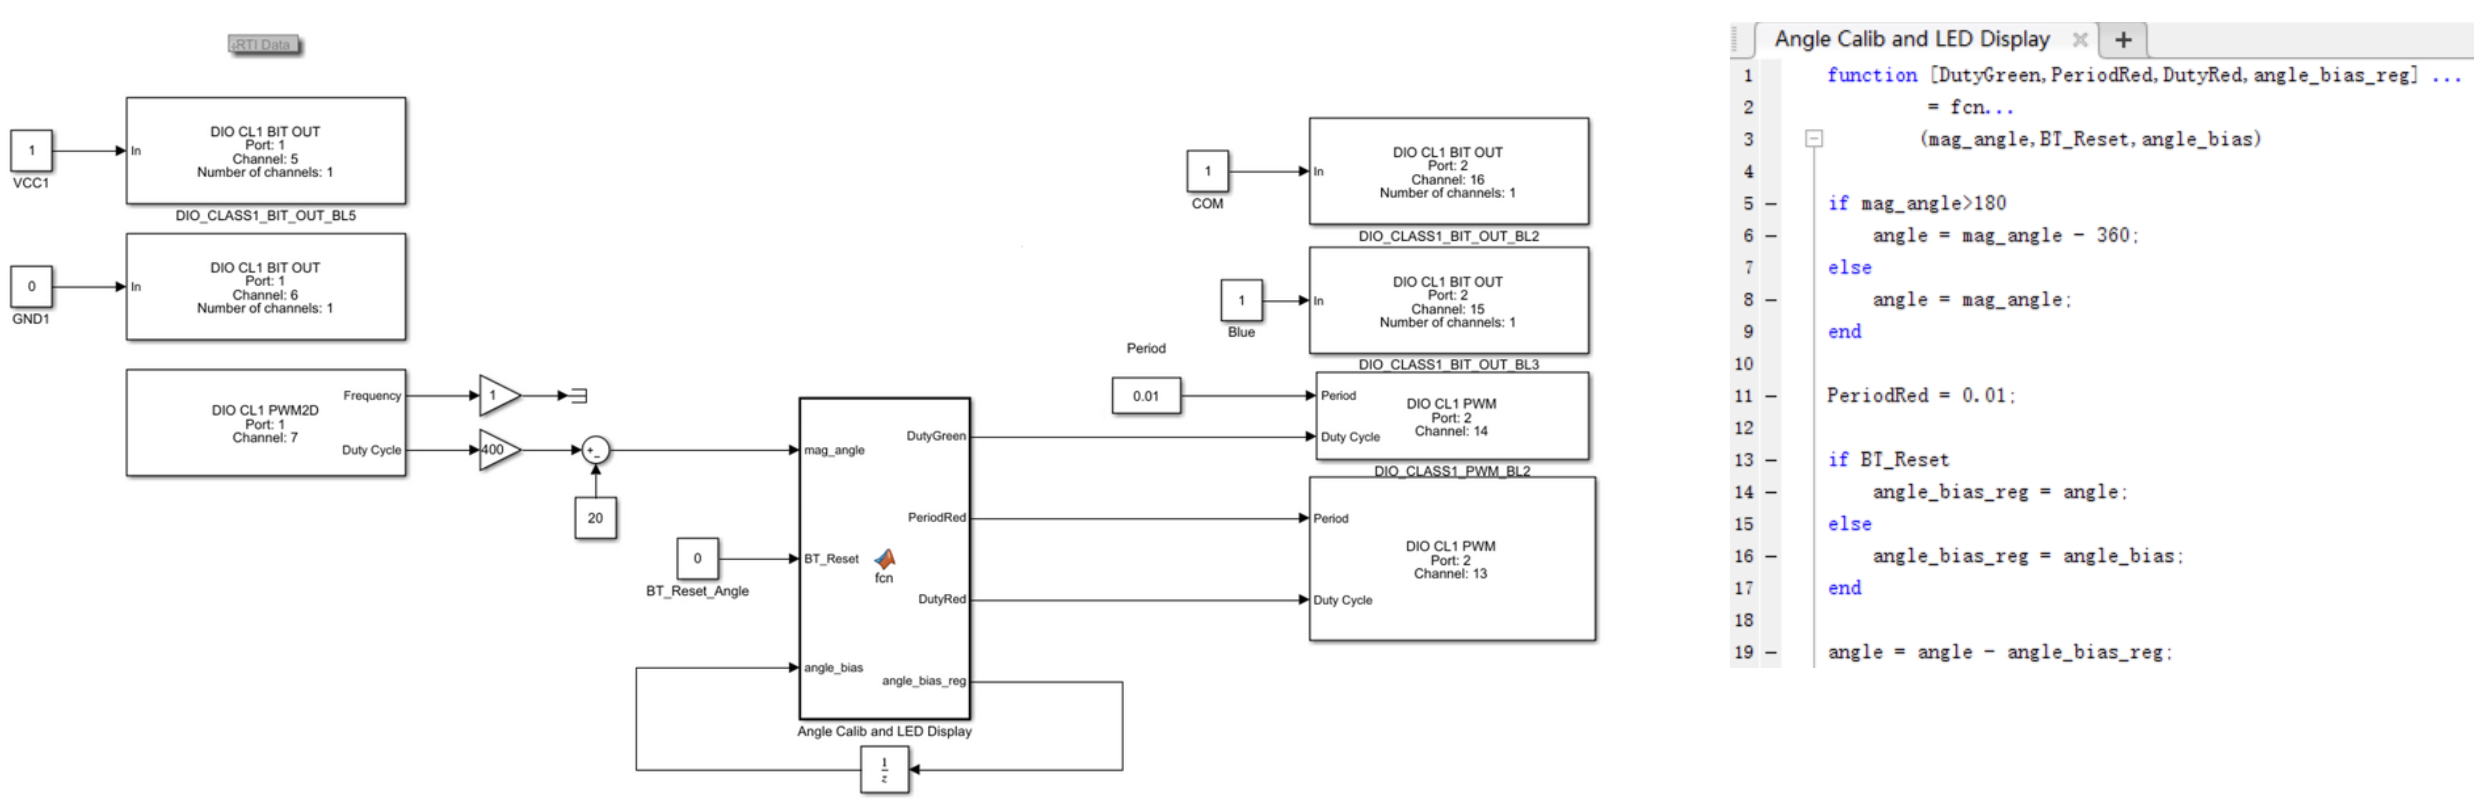 RTI Data
1
VCC1
In
DIO CL1 BIT OUT
Port: 1
Channel: 5
Number of channels: 1
DIO_CLASS1_BIT_OUT_BL5
0
GND1
In
DIO CL1 BIT OUT
Port: 1
Channel: 6
Number of channels: 1
DIO CL1 PWM2D
Port: 1
Channel: 7
Frequency
Duty Cycle
1
400
+
-
20
0
BT_Reset_Angle
mag_angle
BT_Reset
angle_bias
fcn
DutyGreen
PeriodRed
DutyRed
angle_bias_reg
Angle Calib and LED Display
1
z
1
COM
In
DIO CL1 BIT OUT
Port: 2
Channel: 16
Number of channels: 1
DIO_CLASS1_BIT_OUT_BL2
1
Blue
In
DIO CL1 BIT OUT
Port: 2
Channel: 15
Number of channels: 1
DIO_CLASS1_BIT_OUT_BL3
Period
0.01
Period
Duty Cycle
DIO CL1 PWM
Port: 2
Channel: 14
DIO_CLASS1_PWM_BL2
Period
Duty Cycle
DIO CL1 PWM
Port: 2
Channel: 13
Angle Calib and LED Display × +
1 function [DutyGreen,PeriodRed,DutyRed,angle_bias_reg] ...
2 = fcn...
3 (mag_angle,BT_Reset,angle_bias)
4
5 – if mag_angle>180
6 – angle = mag_angle - 360;
7 else
8 – angle = mag_angle;
9 end
10
11 – PeriodRed = 0.01;
12
13 – if BT_Reset
14 – angle_bias_reg = angle;
15 else
16 – angle_bias_reg = angle_bias;
17 end
18
19 – angle = angle - angle_bias_reg;